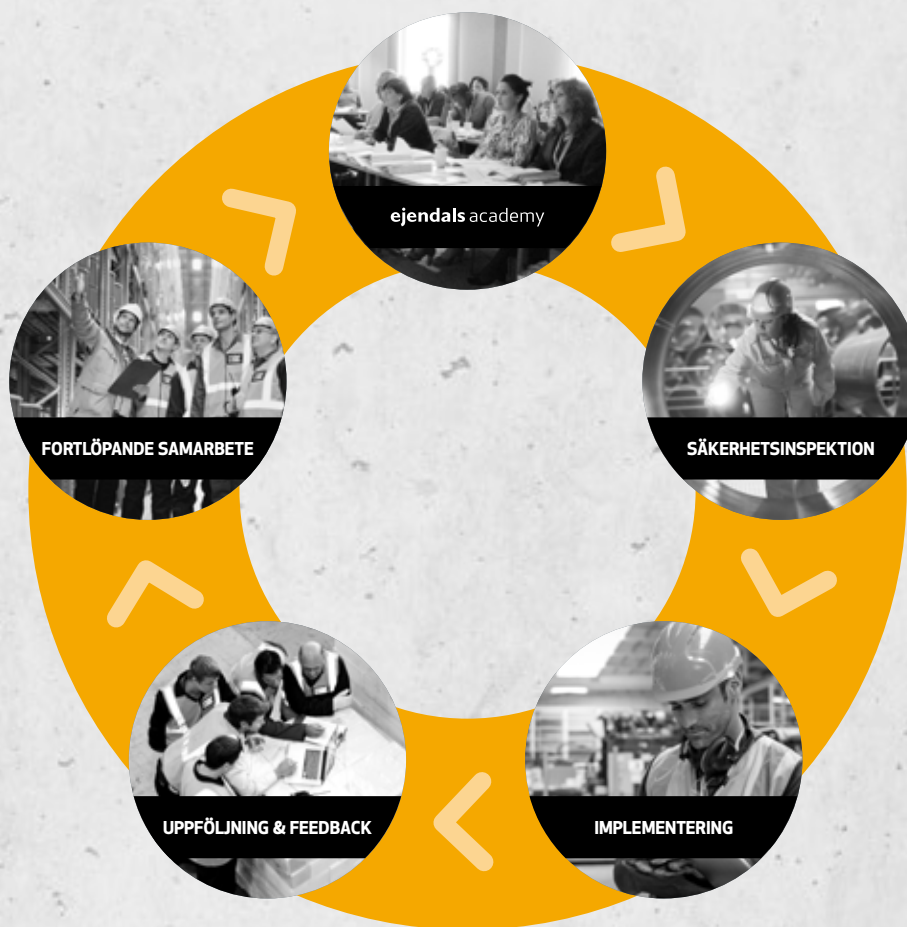 ejendals academy
FORTLÖPANDE SAMARBETE
SÄKERHETSINSPEKTION
UPPFÖLJNING & FEEDBACK
IMPLEMENTERING